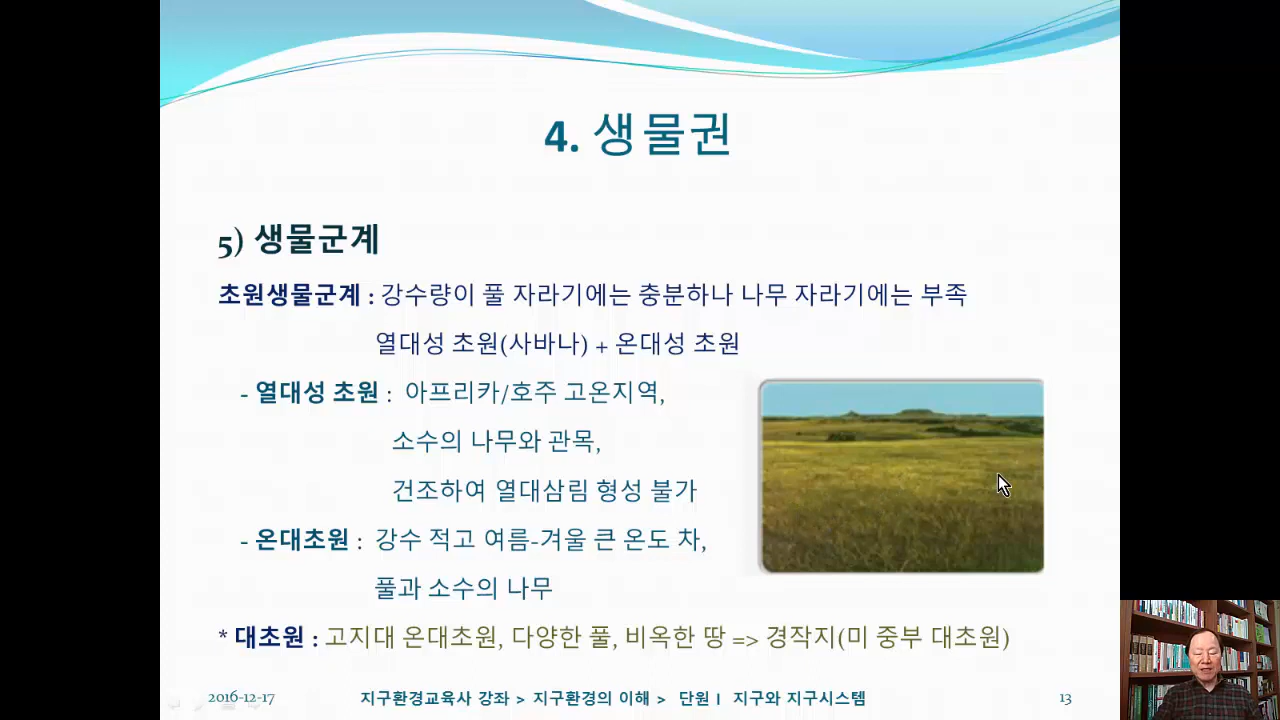 4. 생물권
5) 생물군계
초원생물군계 : 강수량이 풀 자라기에는 충분하나 나무 자라기에는 부족
열대성 초원(사바나) + 온대성 초원
- 열대성 초원 : 아프리카/호주 고온지역,
소수의 나무와 관목,
건조하여 열대삼림 형성 불가
- 온대초원 : 강수 적고 여름-겨울 큰 온도 차,
풀과 소수의 나무
* 대초원 : 고지대 온대초원, 다양한 풀, 비옥한 땅 => 경작지(미 중부 대초원)
2016-12-17 지구환경교육사 강좌 > 지구환경의 이해 > 단원 I 지구와 지구시스템 13